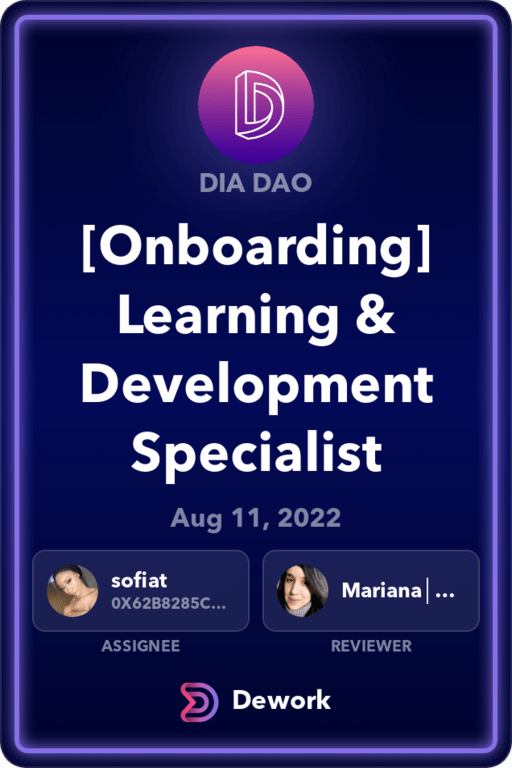 DIA DAO
[Onboarding]
Learning &
Development
Specialist
Aug 11, 2022
sofiat
0X62B8285C...
ASSIGNEE
Mariana| ...
REVIEWER
Dework